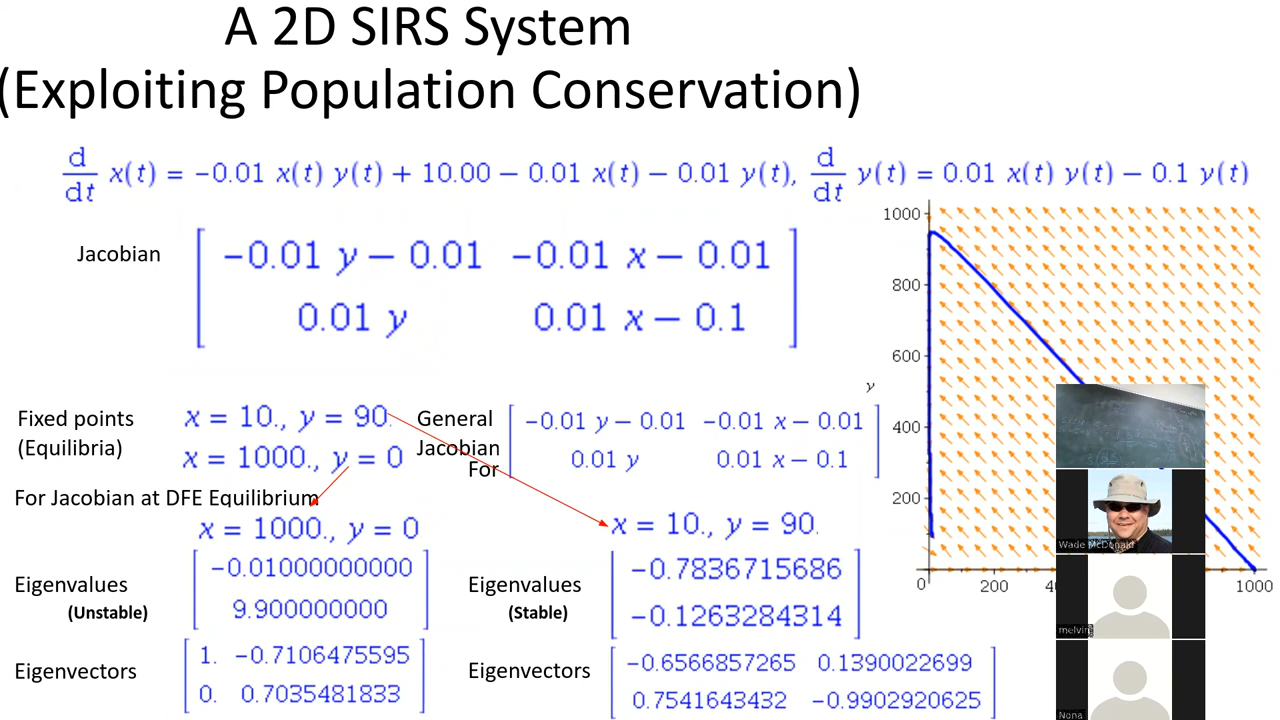 A 2D SIRS System
(Exploiting Population Conservation)
d/dt x(t) = −0.01 x(t) y(t) + 10.00 − 0.01 x(t) − 0.01 y(t), d/dt y(t) = 0.01 x(t) y(t) − 0.1 y(t)
Jacobian
−0.01 y − 0.01 −0.01 x − 0.01
0.01 y 0.01 x − 0.1
Fixed points
(Equilibria)
x = 10., y = 90.
x = 1000., y = 0
General
Jacobian
For
−0.01 y − 0.01 −0.01 x − 0.01
0.01 y 0.01 x − 0.1
For Jacobian at DFE Equilibrium
x = 1000., y = 0
Eigenvalues
(Unstable)
−0.01000000000
9.900000000
Eigenvectors
1. −0.7106475595
0. 0.7035481833
x = 10., y = 90.
Eigenvalues
(Stable)
−0.7836715686
−0.1263284314
Eigenvectors
−0.6566857265 0.1390022699
0.7541643432 −0.9902920625
1000
800
600
y
400
200
0 200 4 1000
Wade McDonald
melving
Nona